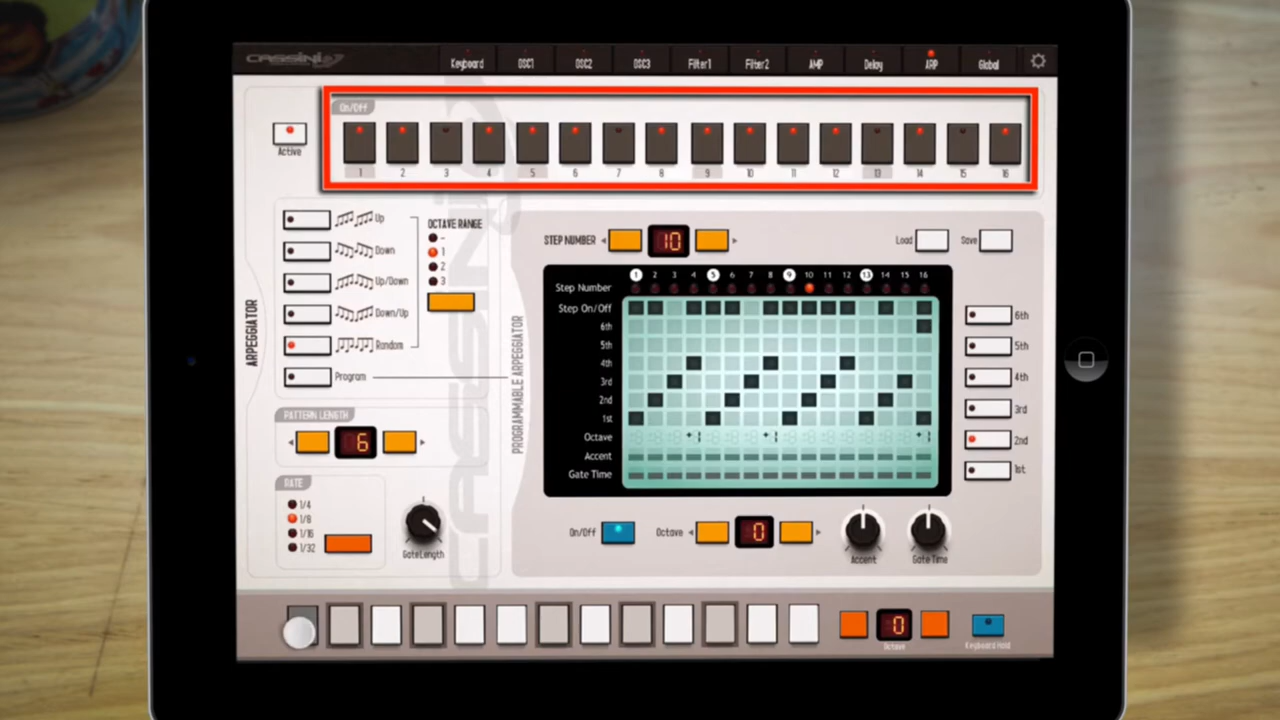 CASSINI
Keyboard OSC1 OSC2 OSC3 Filter1 Filter2 AMP Delay ARP Global
On/Off
Active
1 2 3 4 5 6 7 8 9 10 11 12 13 14 15 16
Up
Down
Up/Down
Down/Up
Random
Program
OCTAVE RANGE
-
1
2
3
ARPEGGIATOR
PATTERN LENGTH
6
RATE
1/4
1/8
1/16
1/32
GateLength
CASSINI
PROGRAMMABLE ARPEGGIATOR
STEP NUMBER 10
Load Save
1 2 3 4 5 6 7 8 9 10 11 12 13 14 15 16
Step Number
Step On/Off
6th
5th
4th
3rd
2nd
1st
Octave
Accent
Gate Time
6th
5th
4th
3rd
2nd
1st
On/Off Octave 0
Accent Gate Time
0
Octave
Keyboard Hold